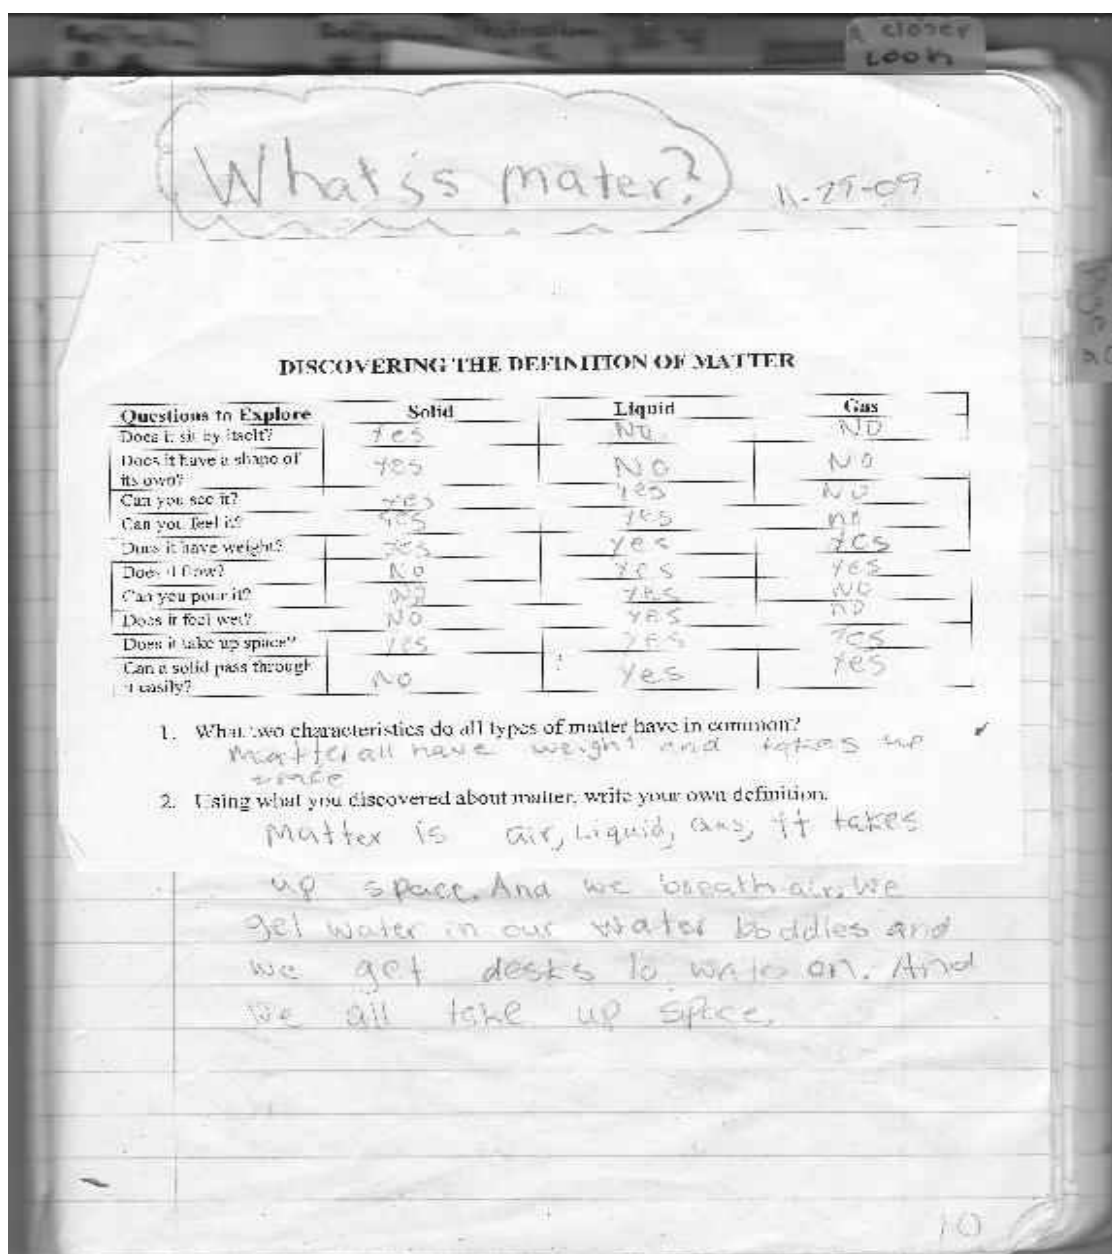 A closer
Look
What is mater?
11-29-09
DISCOVERING THE DEFINITION OF MATTER
Questions to Explore Solid Liquid Gas
Does it sit by itself? Yes No NO
Does it have a shape of
its own? Yes NO NO
Can you see it? yes yes NO
Can you feel it? yes yes no
Does it have weight? yes yes yes
Does it flow? NO yes yes
Can you pour it? NO yes NO
Does it feel wet? NO yes no
Does it take up space? yes yes yes
Can a solid pass through
it easily? NO Yes Yes
1. What two characteristics do all types of matter have in common?
Matter all have weight and takes up
space
2. Using what you discovered about matter, write your own definition.
Matter is air, Liquid, gas, it takes
up space. And we breath air, We
get water in our water boddies and
we get desks to write on. And
we all take up space.
10